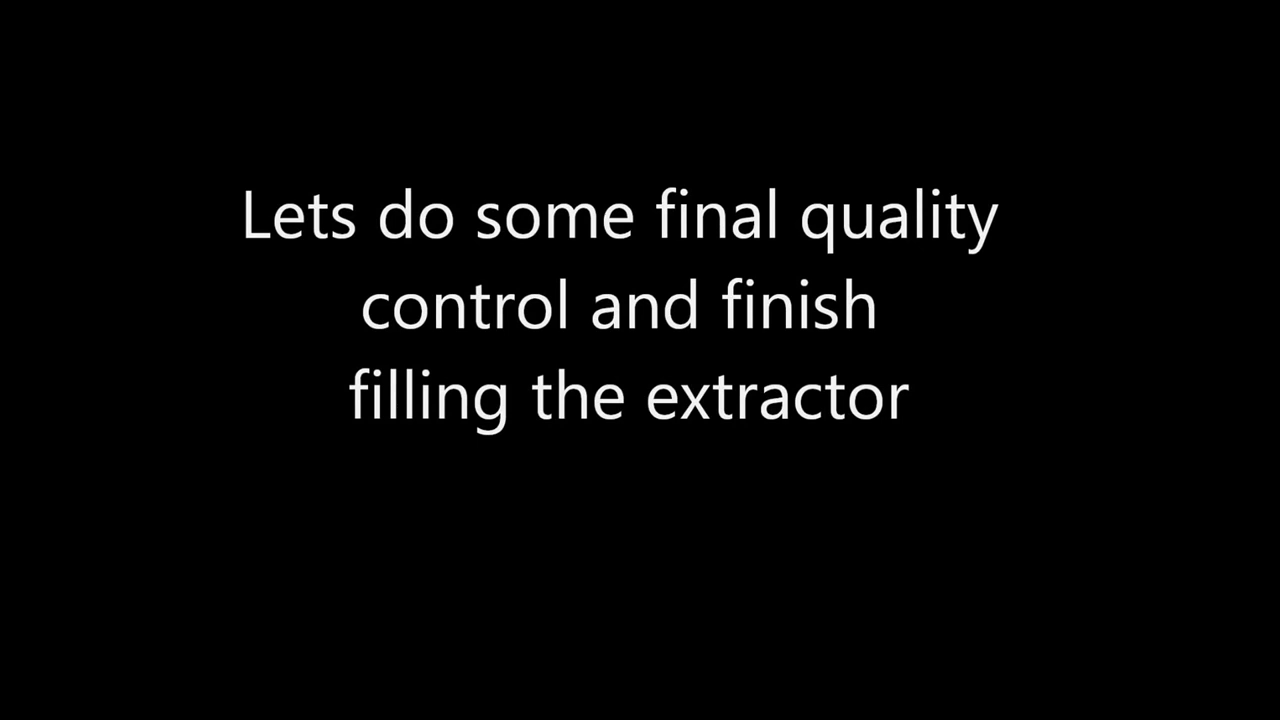 Lets do some final quality
control and finish
filling the extractor